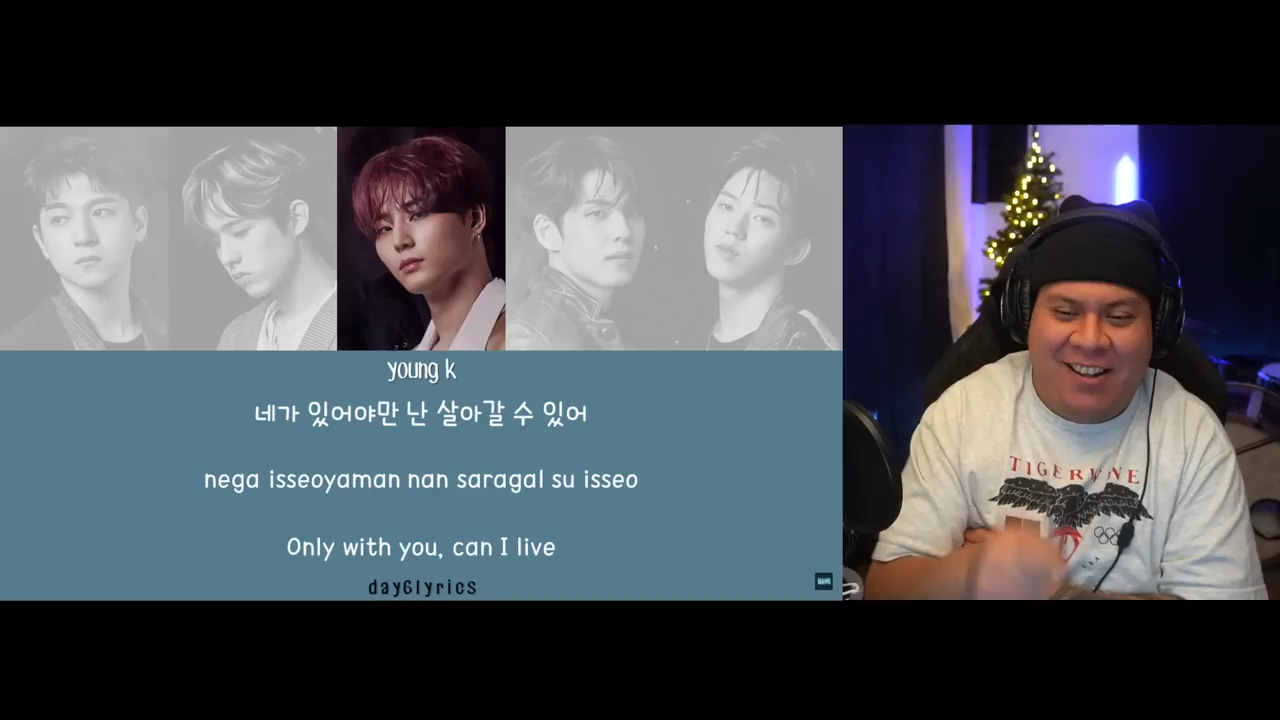 young k
네가 있어야만 난 살아갈 수 있어
nega isseoyaman nan saragal su isseo
Only with you, can I live
day6lyrics
TIGER